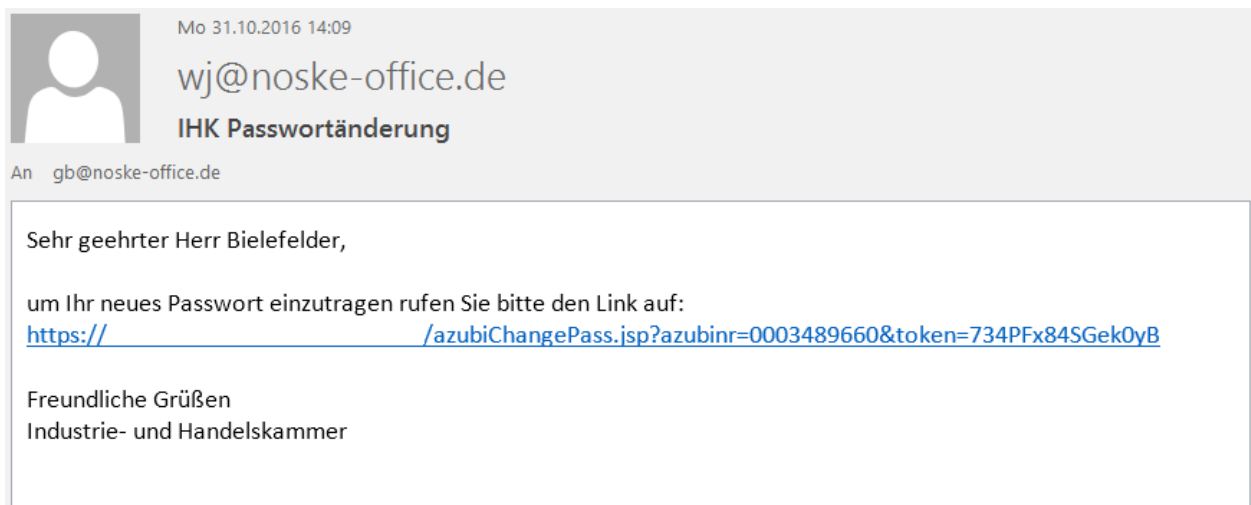 Mo 31.10.2016 14:09
wj@noske-office.de
IHK Passwortänderung
An gb@noske-office.de
Sehr geehrter Herr Bielefelder,
um Ihr neues Passwort einzutragen rufen Sie bitte den Link auf:
https:// /azubiChangePass.jsp?azubinr=0003489660&token=734PFx84SGek0yB
Freundliche Grüßen
Industrie- und Handelskammer